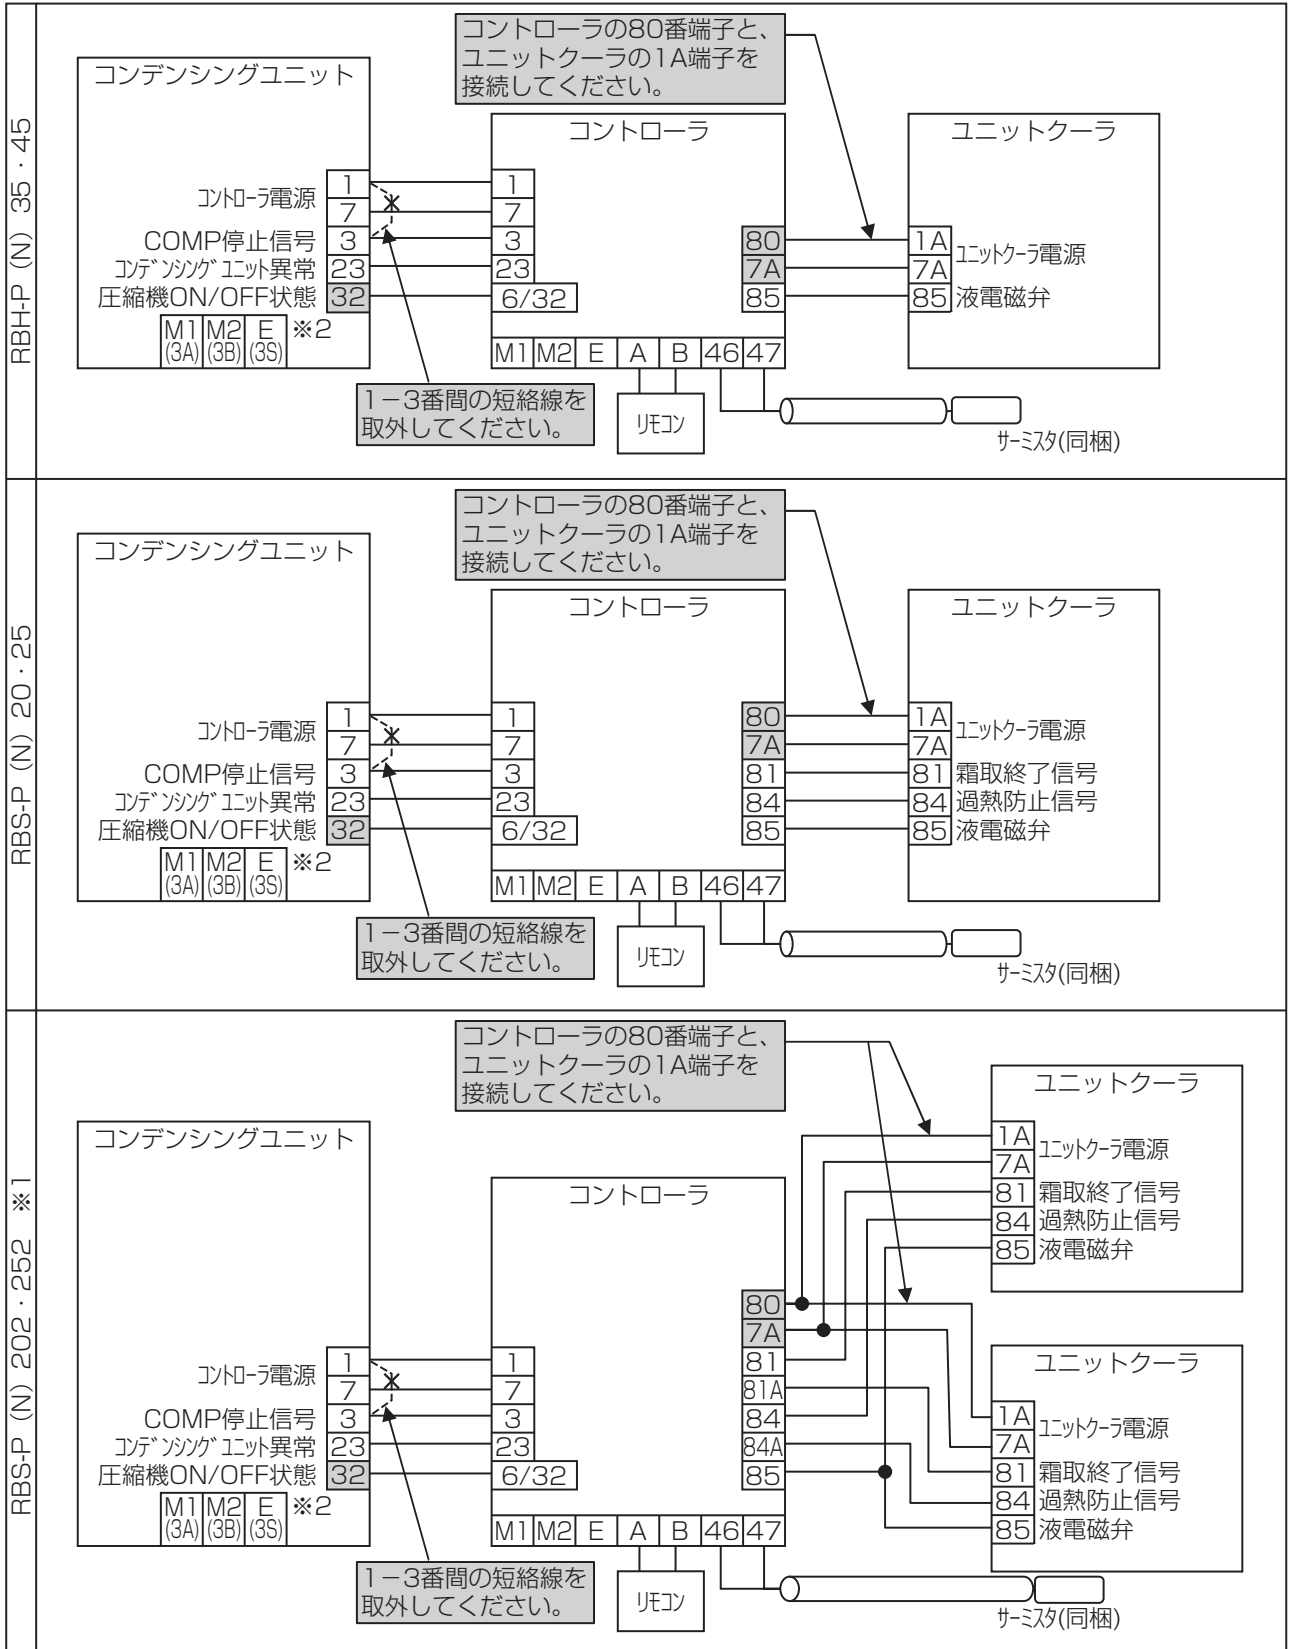 RBH-P（N）35・45
コントローラの80番端子と、
ユニットクーラの1A端子を
接続してください。
コンデンシングユニット
コントローラ
ユニットクーラ
コントローラ電源
1
7
COMP停止信号
3
コンデンシングユニット異常
23
圧縮機ON/OFF状態
32
M1 M2 E ※2
(3A) (3B) (3S)
1
7
3
23
6/32
80
7A
85
1A
7A
ユニットクーラ電源
85 液電磁弁
M1 M2 E A B 46 47
1－3番間の短絡線を
取外してください。
リモコン
サーミスタ(同梱)
RBS-P（N）20・25
コントローラの80番端子と、
ユニットクーラの1A端子を
接続してください。
コンデンシングユニット
コントローラ
ユニットクーラ
コントローラ電源
1
7
COMP停止信号
3
コンデンシングユニット異常
23
圧縮機ON/OFF状態
32
M1 M2 E ※2
(3A) (3B) (3S)
1
7
3
23
6/32
80
7A
81
84
85
1A
7A
ユニットクーラ電源
81 霜取終了信号
84 過熱防止信号
85 液電磁弁
M1 M2 E A B 46 47
1－3番間の短絡線を
取外してください。
リモコン
サーミスタ(同梱)
RBS-P（N）202・252 ※1
コントローラの80番端子と、
ユニットクーラの1A端子を
接続してください。
コンデンシングユニット
コントローラ
ユニットクーラ
1A
7A
ユニットクーラ電源
81 霜取終了信号
84 過熱防止信号
85 液電磁弁
コントローラ電源
1
7
COMP停止信号
3
コンデンシングユニット異常
23
圧縮機ON/OFF状態
32
M1 M2 E ※2
(3A) (3B) (3S)
1
7
3
23
6/32
80
7A
81
81A
84
84A
85
ユニットクーラ
1A
7A
ユニットクーラ電源
81 霜取終了信号
84 過熱防止信号
85 液電磁弁
M1 M2 E A B 46 47
1－3番間の短絡線を
取外してください。
リモコン
サーミスタ(同梱)